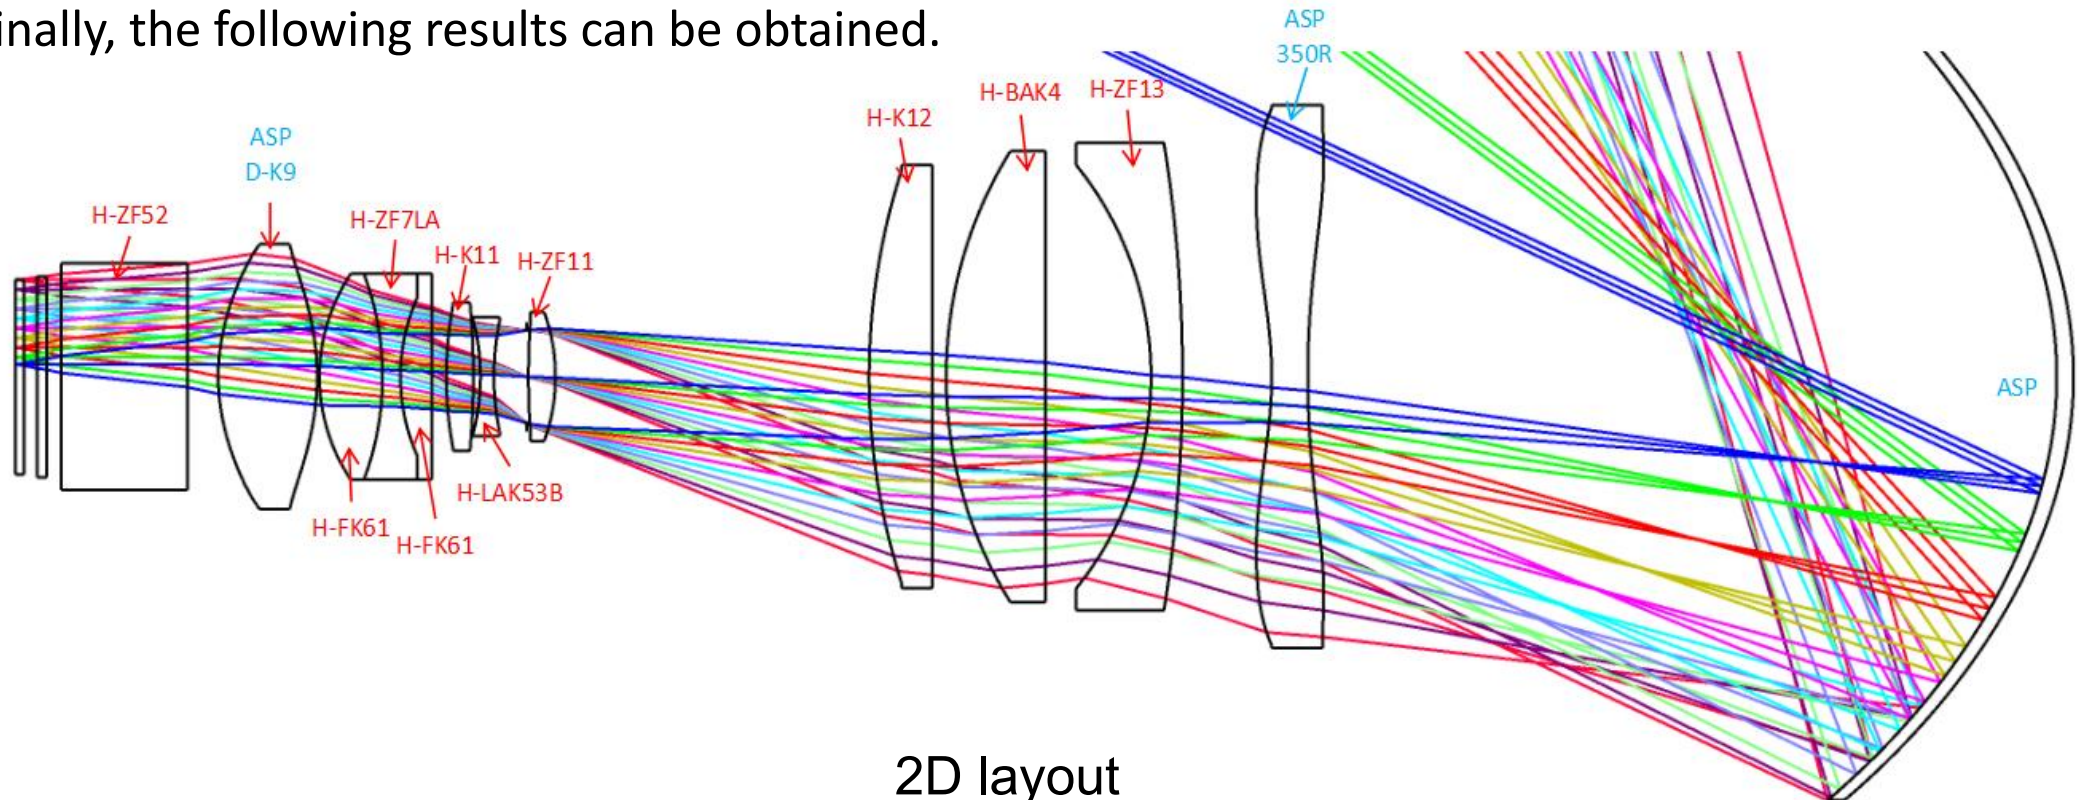 inally, the following results can be obtained.
ASP
350R
H-BAK4
H-ZF13
H-K12
ASP
D-K9
H-ZF52
H-ZF7LA
H-K11
H-ZF11
ASP
H-LAK53B
H-FK61
H-FK61
2D layout